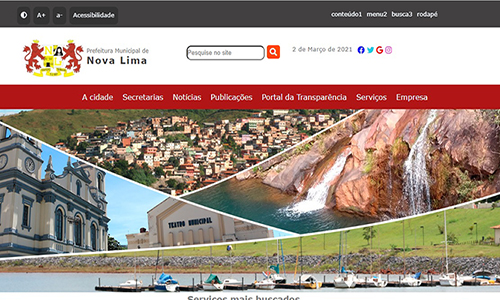 A+ a- Acessibilidade conteúdo1 menu2 busca3 rodapé
Prefeitura Municipal de
Nova Lima
Pesquise no site
2 de Março de 2021
A cidade Secretarias Notícias Publicações Portal da Transparência Serviços Empresa
TEATRO MUNICIPAL
Serviços mais buscados